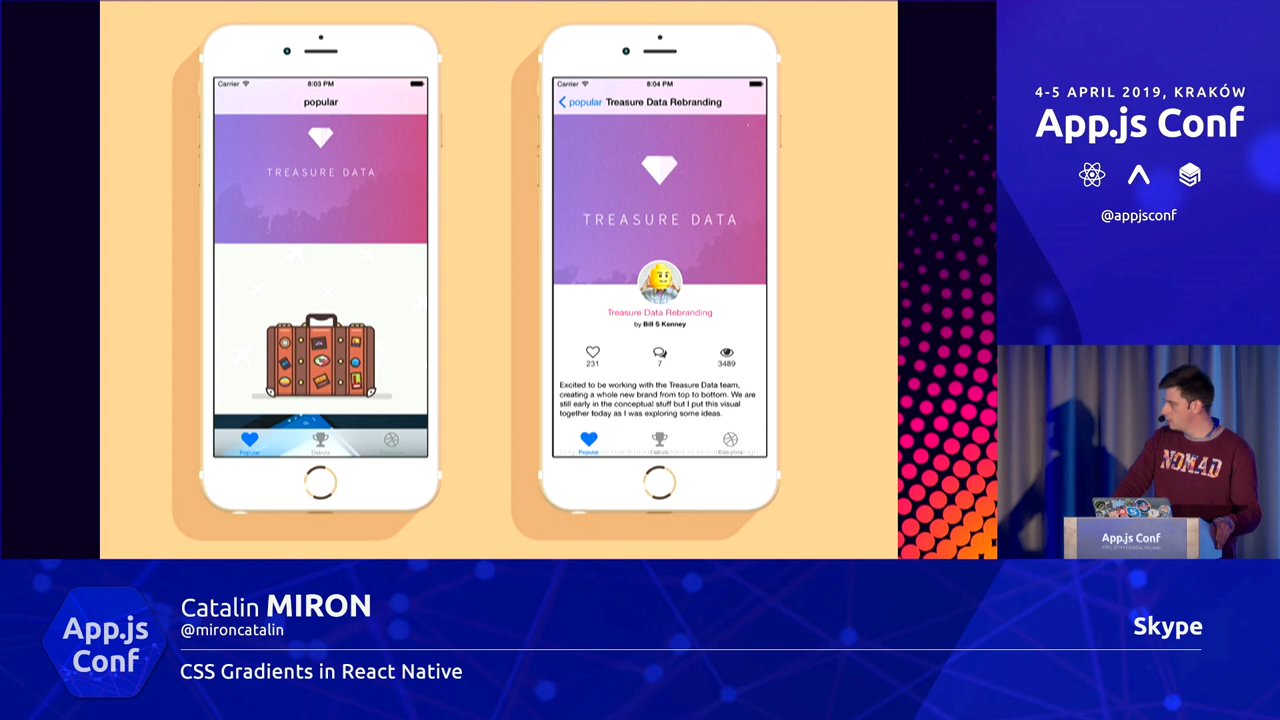 Carrier
8:03 PM
popular
TREASURE DATA
Popular
Debuts
Carrier
8:04 PM
popular
Treasure Data Rebranding
TREASURE DATA
Treasure Data Rebranding
by Bill S Kenney
231
7
3489
Excited to be working with the Treasure Data team,
creating a whole new brand from top to bottom. We are
still early in the conceptual stuff but I put this visual
together today as I was exploring some ideas.
Popular
4-5 APRIL 2019, KRAKÓW
App.js Conf
@appjsconf
NOMAD
App.js Conf
App.js
Conf
Catalin MIRON
@mironcatalin
CSS Gradients in React Native
Skype